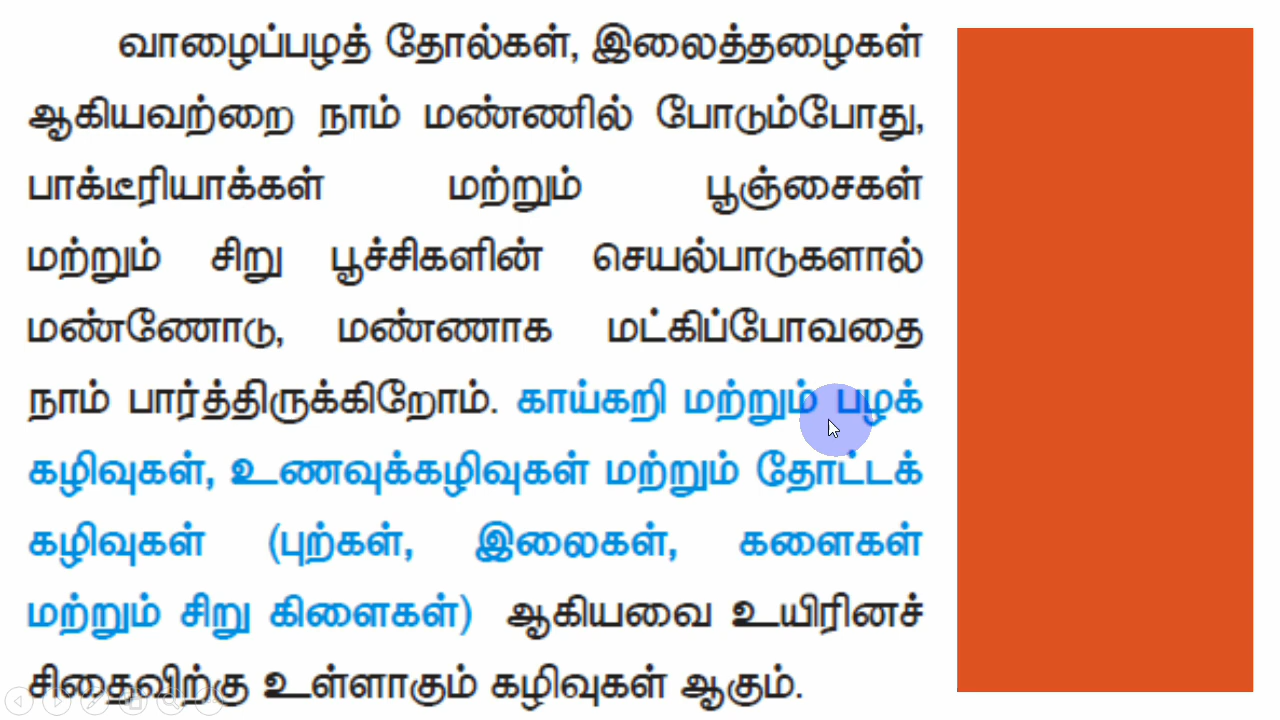 வாழைப்பழத் தோல்கள், இலைத்தழைகள்
ஆகியவற்றை நாம் மண்ணில் போடும்போது,
பாக்டீரியாக்கள் மற்றும் பூஞ்சைகள்
மற்றும் சிறு பூச்சிகளின் செயல்பாடுகளால்
மண்ணோடு, மண்ணாக மட்கிப்போவதை
நாம் பார்த்திருக்கிறோம். காய்கறி மற்றும் பழக்
கழிவுகள், உணவுக்கழிவுகள் மற்றும் தோட்டக்
கழிவுகள் (புற்கள், இலைகள், களைகள்
மற்றும் சிறு கிளைகள்) ஆகியவை உயிரினச்
சிதைவிற்கு உள்ளாகும் கழிவுகள் ஆகும்.